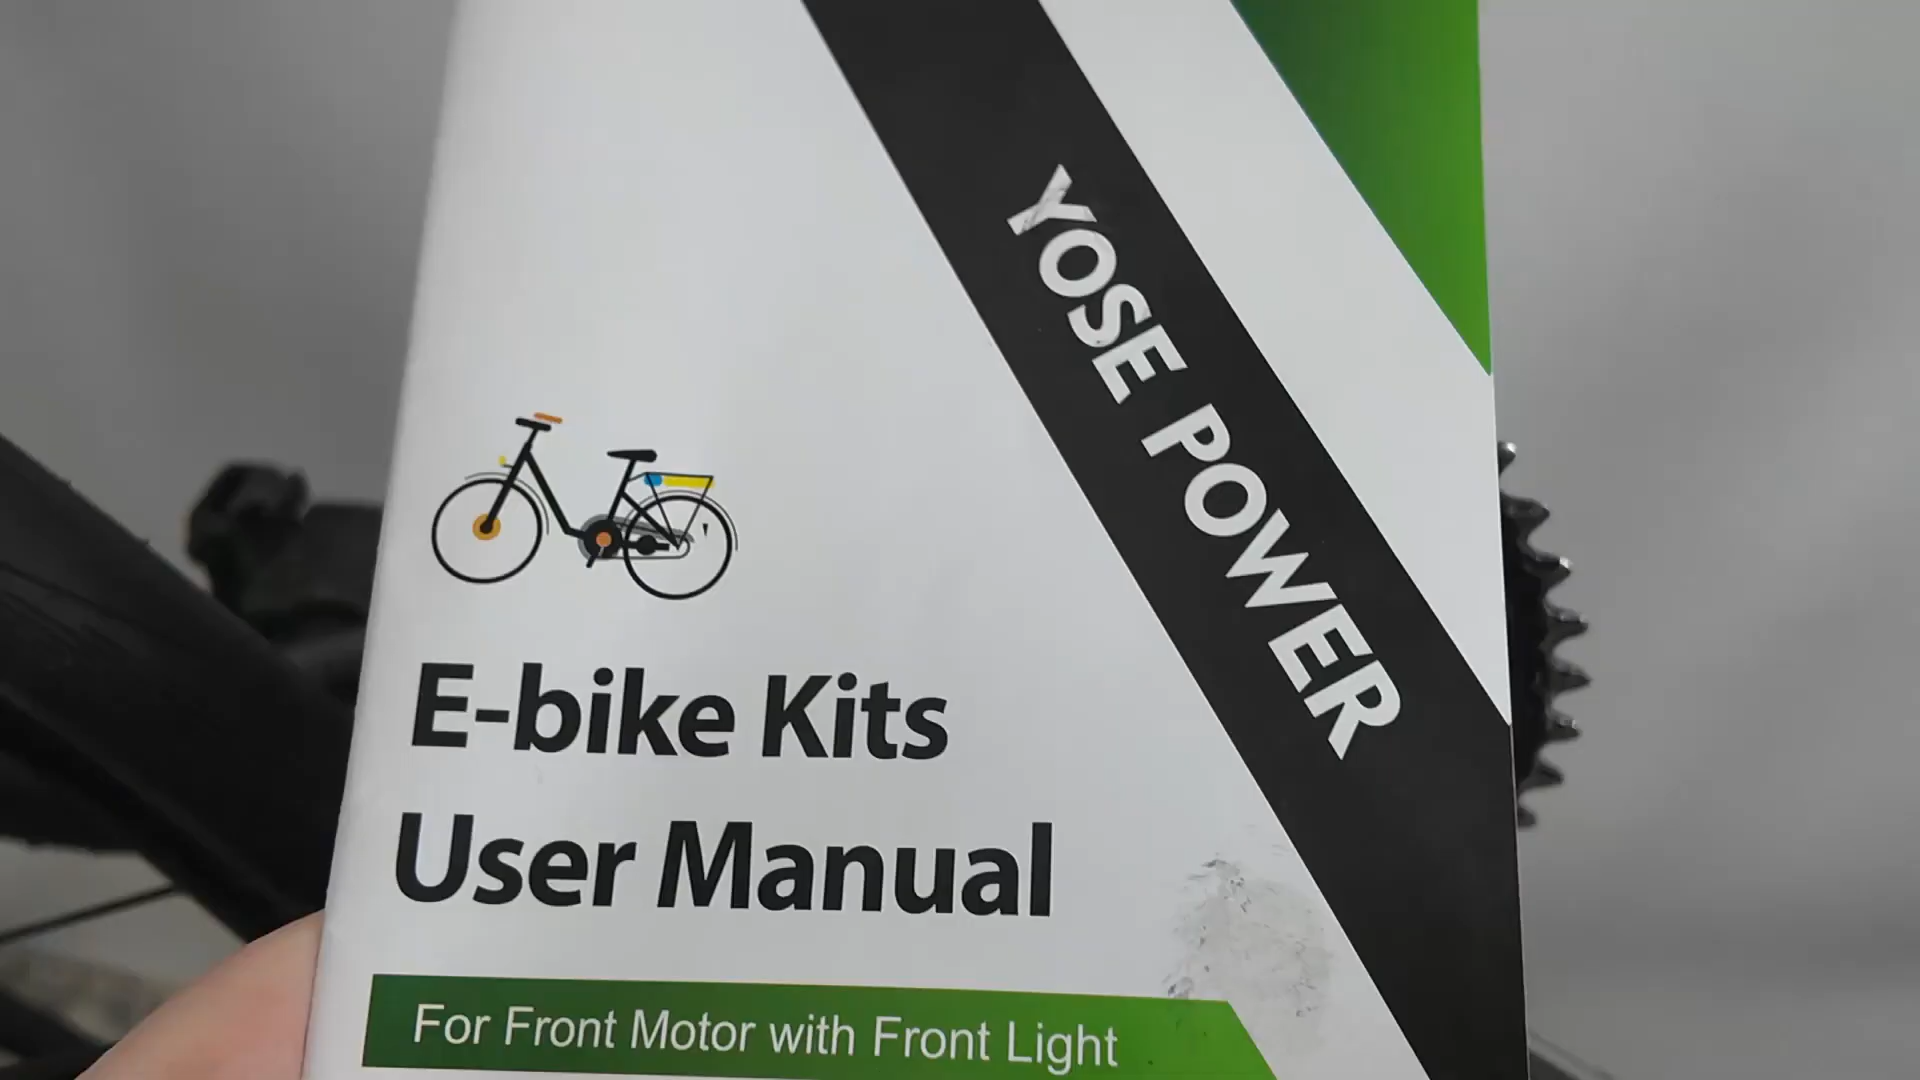 YOSE POWER
E-bike Kits
User Manual
For Front Motor with Front Light